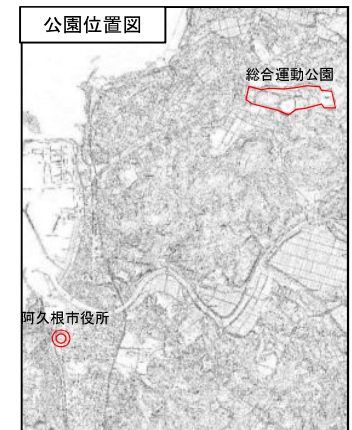 公園位置図
総合運動公園
阿久根市役所